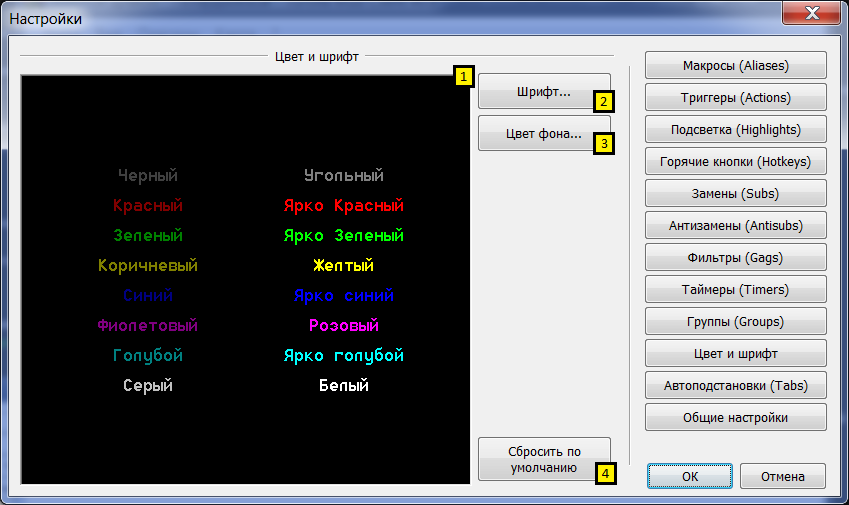 Настройки
Цвет и шрифт
1
Черный Угольный
Красный Ярко Красный
Зеленый Ярко Зеленый
Коричневый Желтый
Синий Ярко синий
Фиолетовый Розовый
Голубой Ярко голубой
Серый Белый
Шрифт...
2
Цвет фона...
3
Сбросить по
умолчанию
4
Макросы (Aliases)
Триггеры (Actions)
Подсветка (Highlights)
Горячие кнопки (Hotkeys)
Замены (Subs)
Антизамены (Antisubs)
Фильтры (Gags)
Таймеры (Timers)
Группы (Groups)
Цвет и шрифт
Автоподстановки (Tabs)
Общие настройки
ОК Отмена